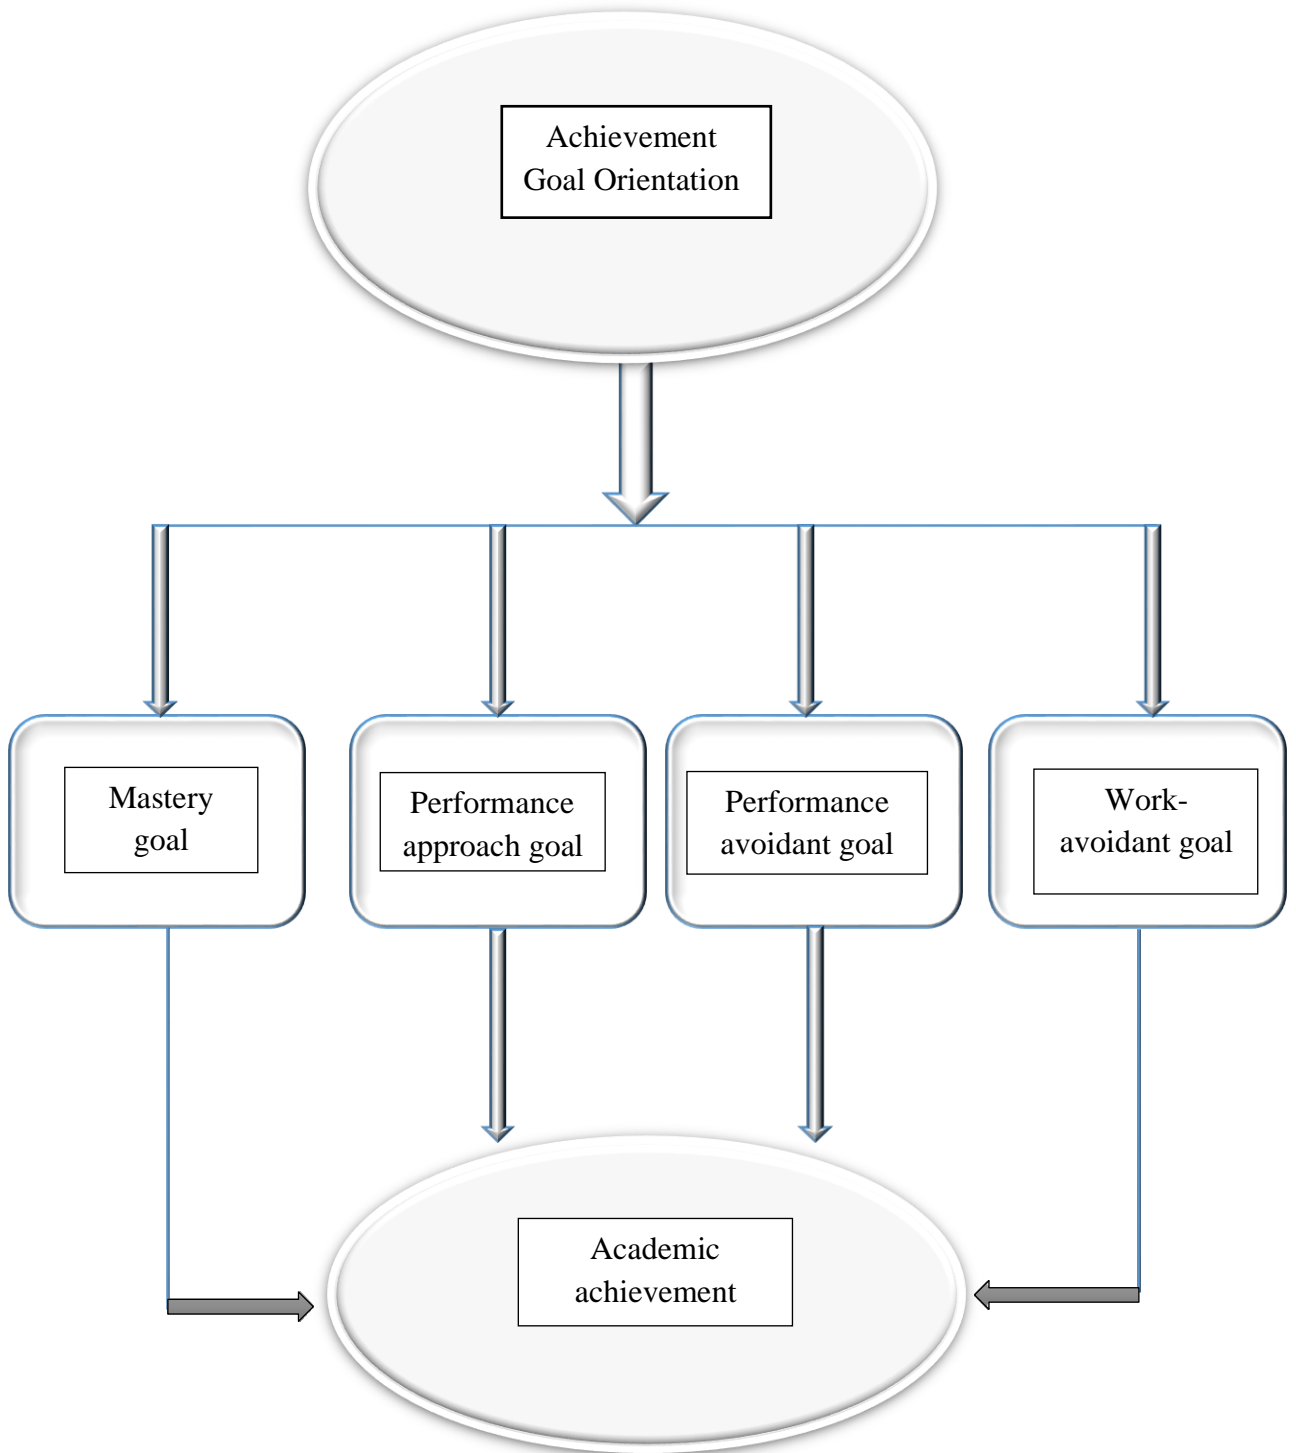 Achievement
Goal Orientation
Mastery
goal
Performance
approach goal
Performance
avoidant goal
Work-
avoidant goal
Academic
achievement